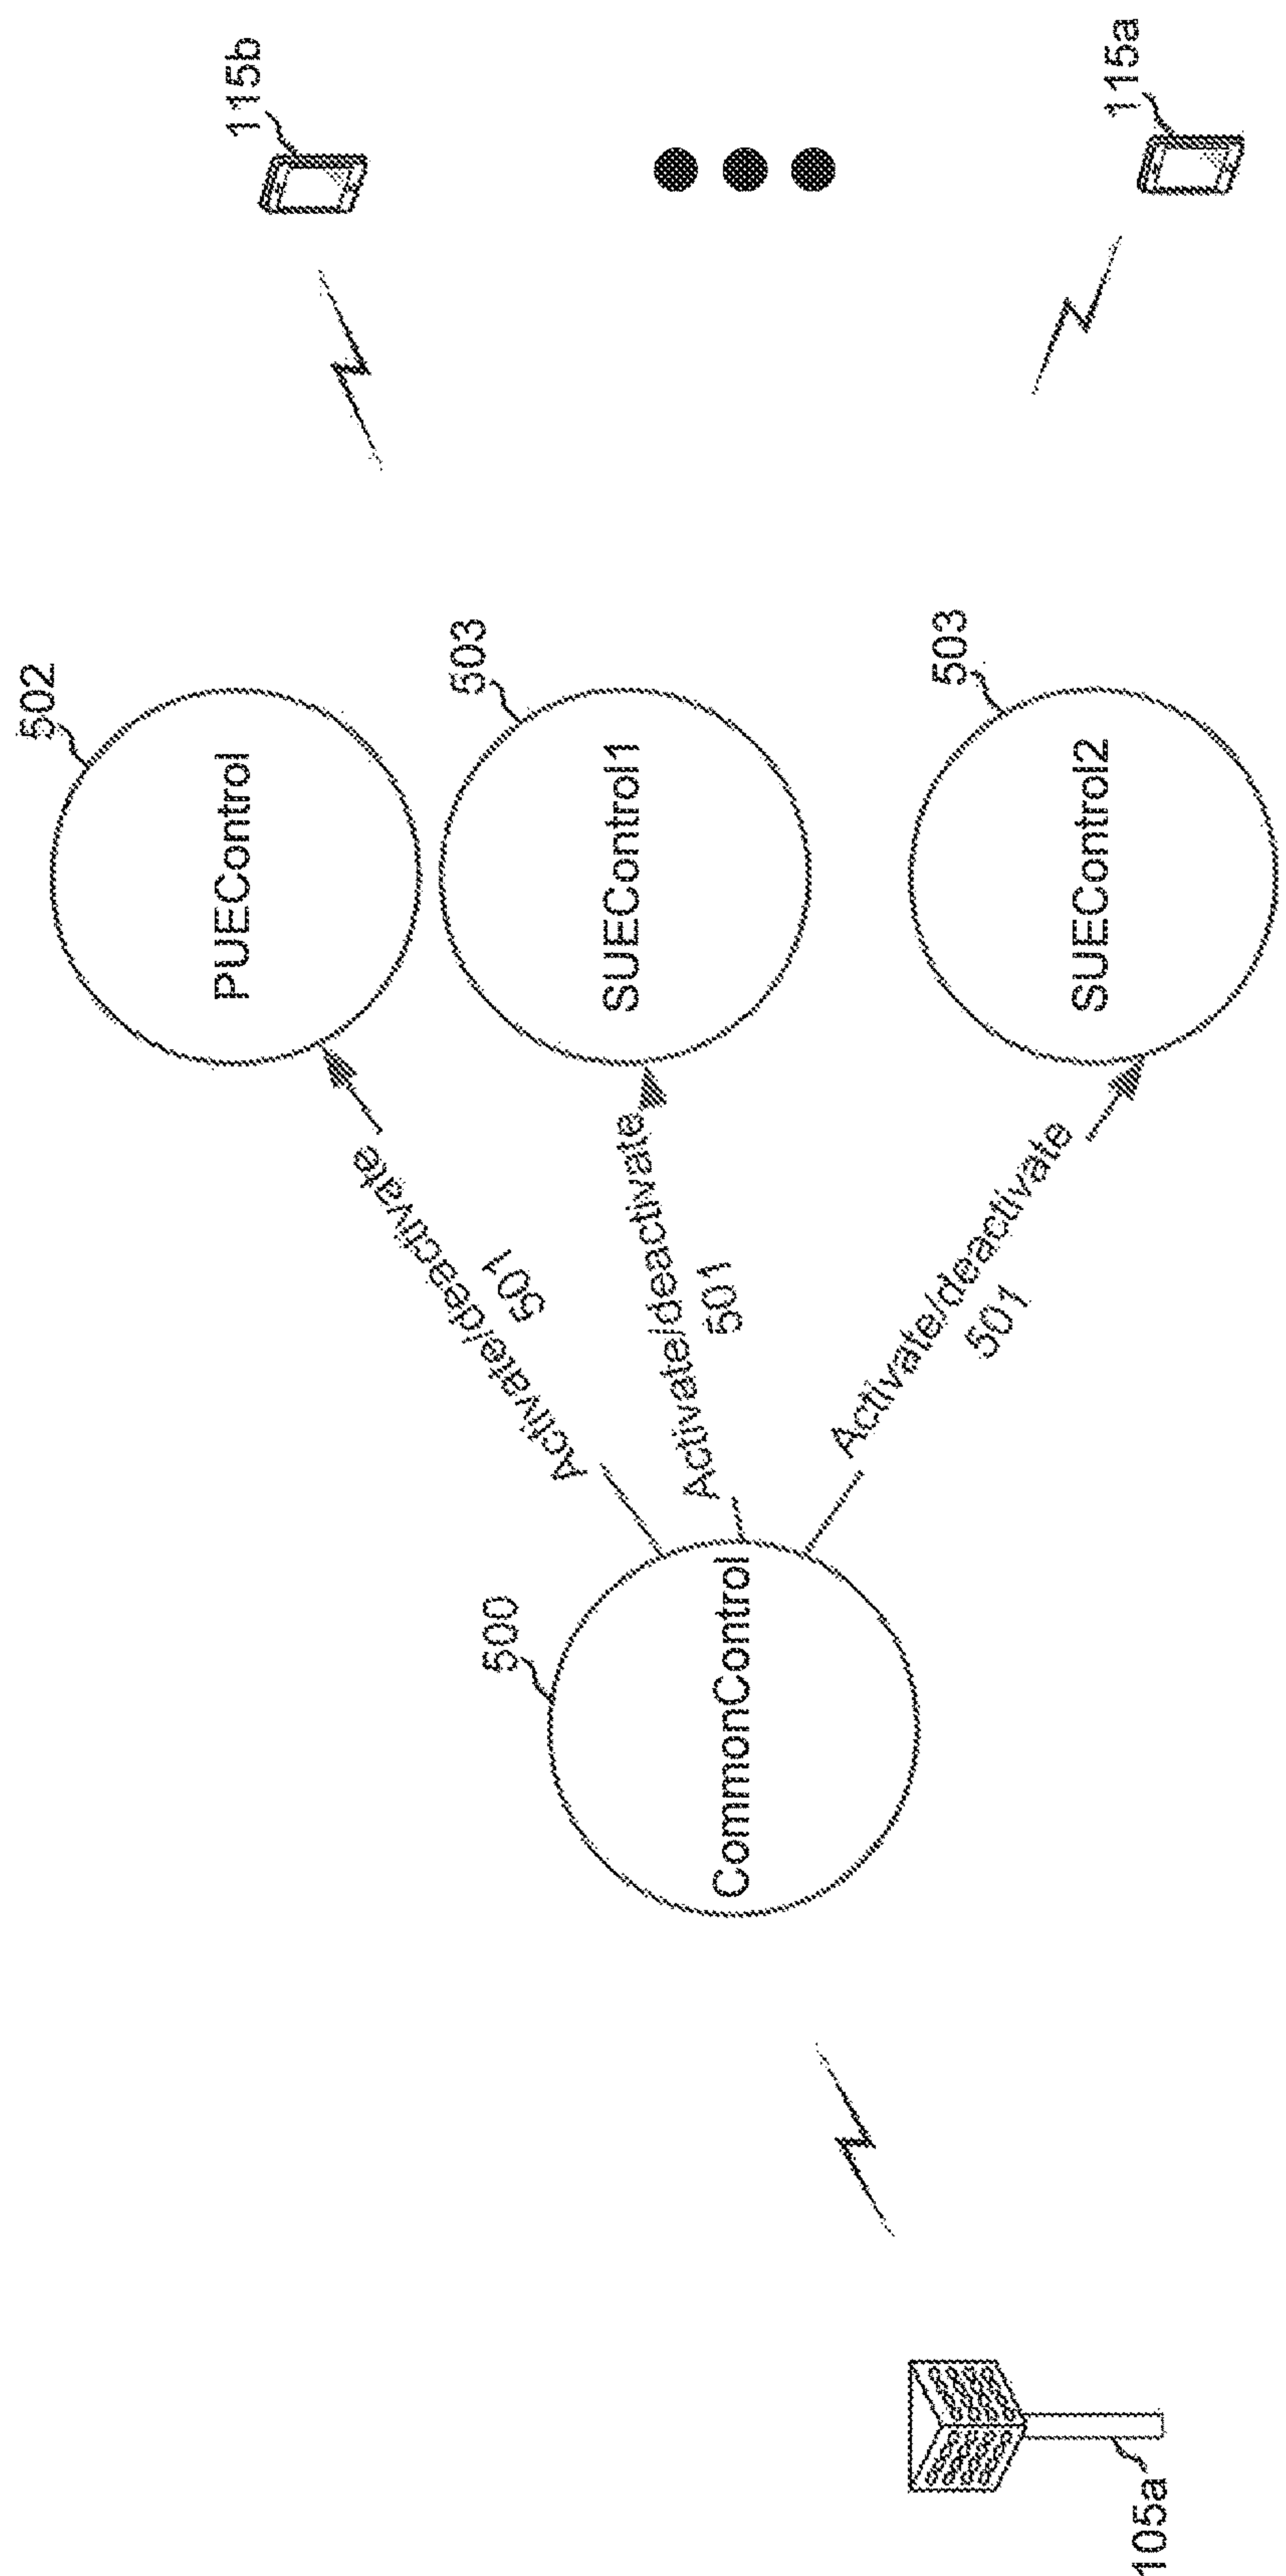 105a
500
CommonControl
Activate/deactivate
501
Activate/deactivate
501
Activate/deactivate
501
502
PUEControl
503
SUEControl1
503
SUEControl2
115b
115a